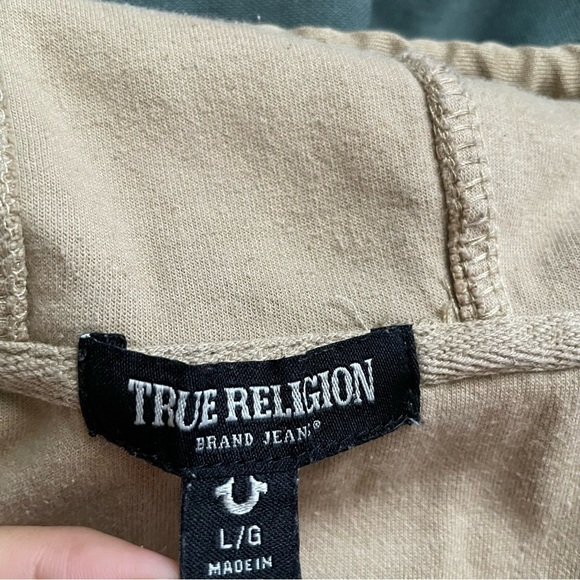 TRUE RELIGION
BRAND JEANS®
L/G
MADE IN